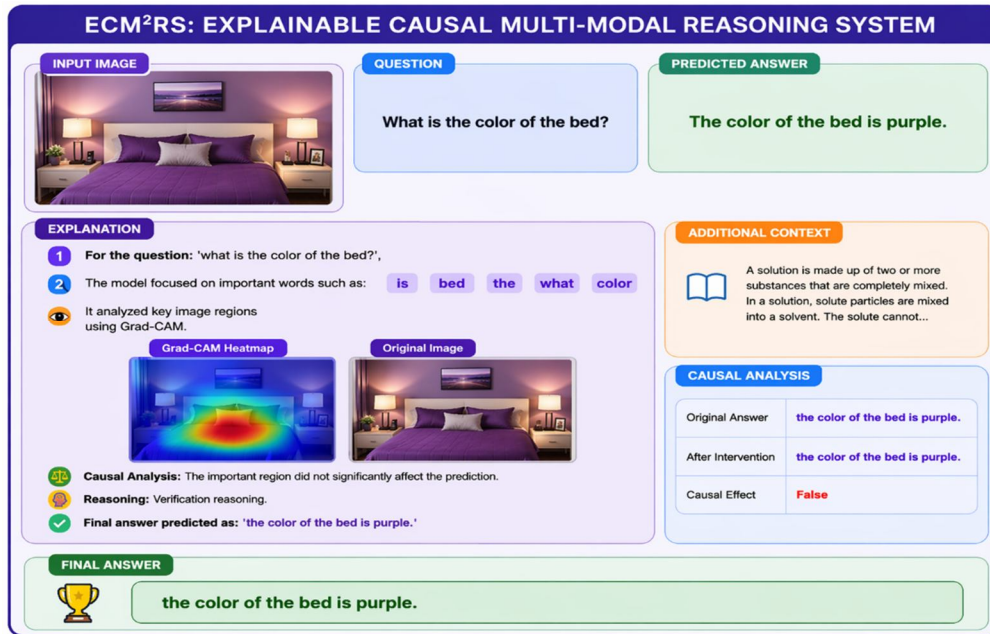 ECM²RS: EXPLAINABLE CAUSAL MULTI-MODAL REASONING SYSTEM
INPUT IMAGE
QUESTION
What is the color of the bed?
PREDICTED ANSWER
The color of the bed is purple.
EXPLANATION
1 For the question: 'what is the color of the bed?',
2 The model focused on important words such as: is bed the what color
It analyzed key image regions
using Grad-CAM.
Grad-CAM Heatmap
Original Image
Causal Analysis: The important region did not significantly affect the prediction.
Reasoning: Verification reasoning.
Final answer predicted as: 'the color of the bed is purple.'
ADDITIONAL CONTEXT
A solution is made up of two or more
substances that are completely mixed.
In a solution, solute particles are mixed
into a solvent. The solute cannot...
CAUSAL ANALYSIS
Original Answer the color of the bed is purple.
After Intervention the color of the bed is purple.
Causal Effect False
FINAL ANSWER
the color of the bed is purple.